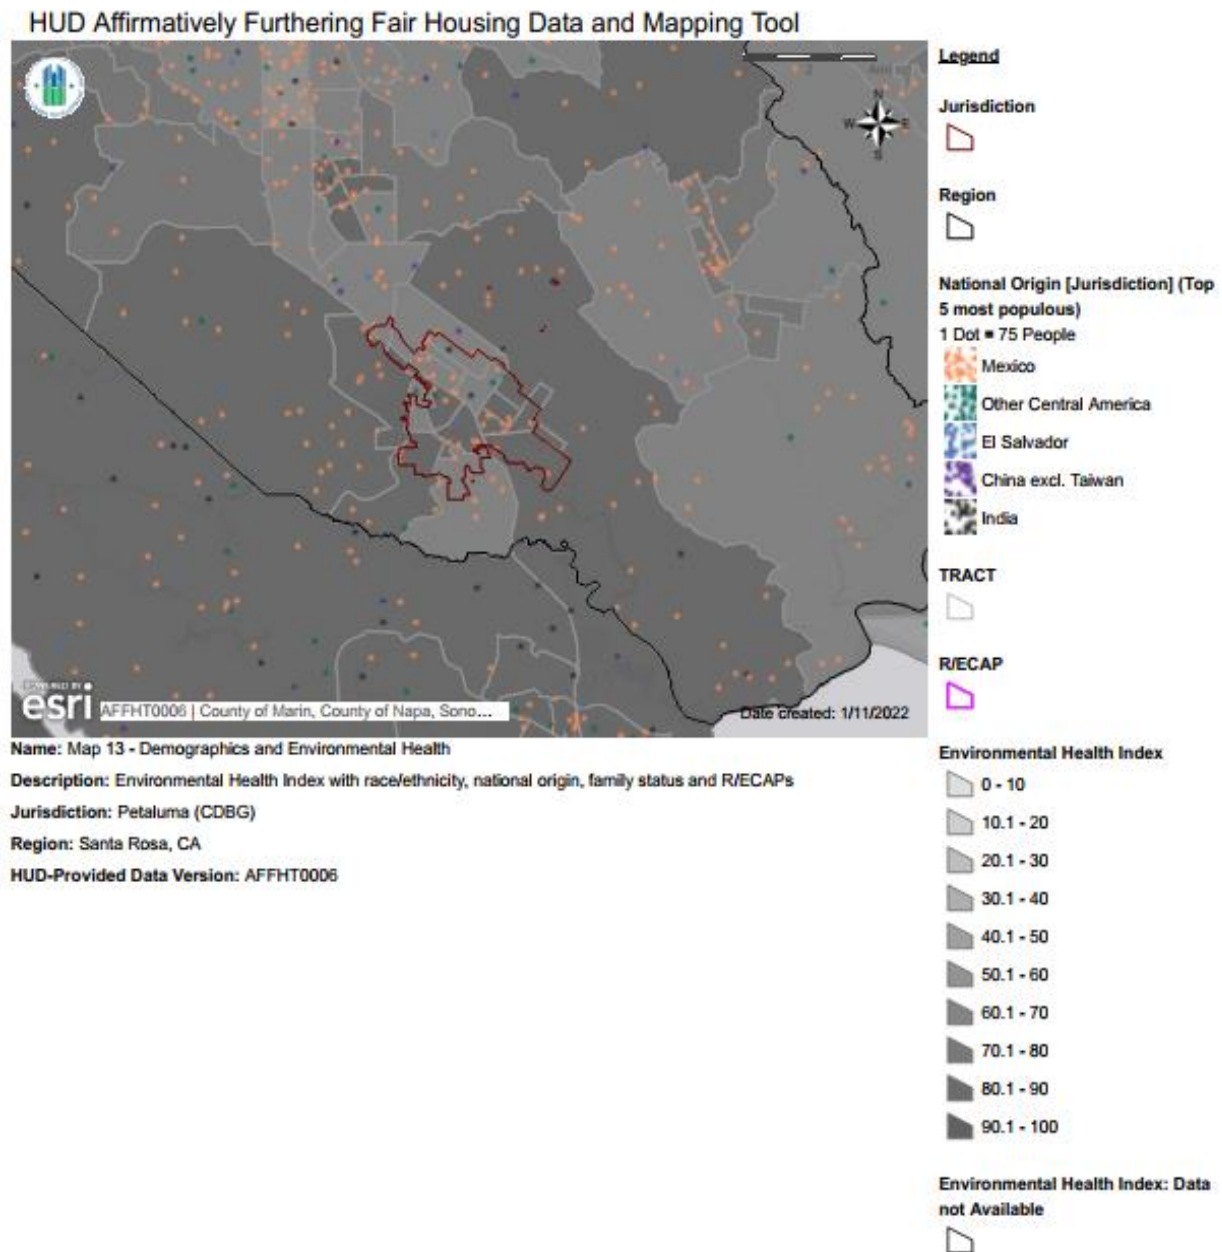 HUD Affirmatively Furthering Fair Housing Data and Mapping Tool
N
W
E
S
POWERED BY
esri
AFFHT0006 | County of Marin, County of Napa, Sono...
Date created: 1/11/2022
Name: Map 13 - Demographics and Environmental Health
Description: Environmental Health Index with race/ethnicity, national origin, family status and R/ECAPs
Jurisdiction: Petaluma (CDBG)
Region: Santa Rosa, CA
HUD-Provided Data Version: AFFHT0006
Legend
Jurisdiction
Region
National Origin [Jurisdiction] (Top
5 most populous)
1 Dot = 75 People
Mexico
Other Central America
El Salvador
China excl. Taiwan
India
TRACT
R/ECAP
Environmental Health Index
0 - 10
10.1 - 20
20.1 - 30
30.1 - 40
40.1 - 50
50.1 - 60
60.1 - 70
70.1 - 80
80.1 - 90
90.1 - 100
Environmental Health Index: Data
not Available